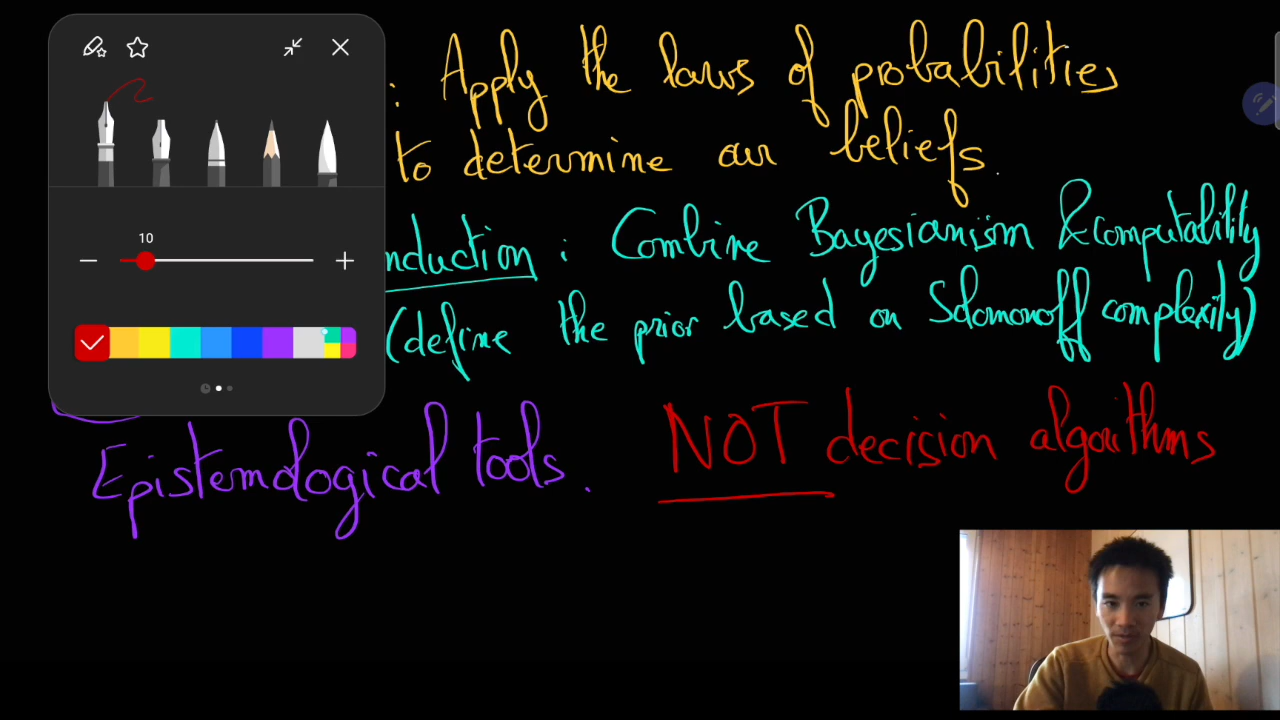 : Apply the laws of probabilities
to determine our beliefs.
nduction : Combine Bayesianism & computability
(define the prior based on Solomonoff complexity)
Epistemological tools. NOT decision algorithms
10